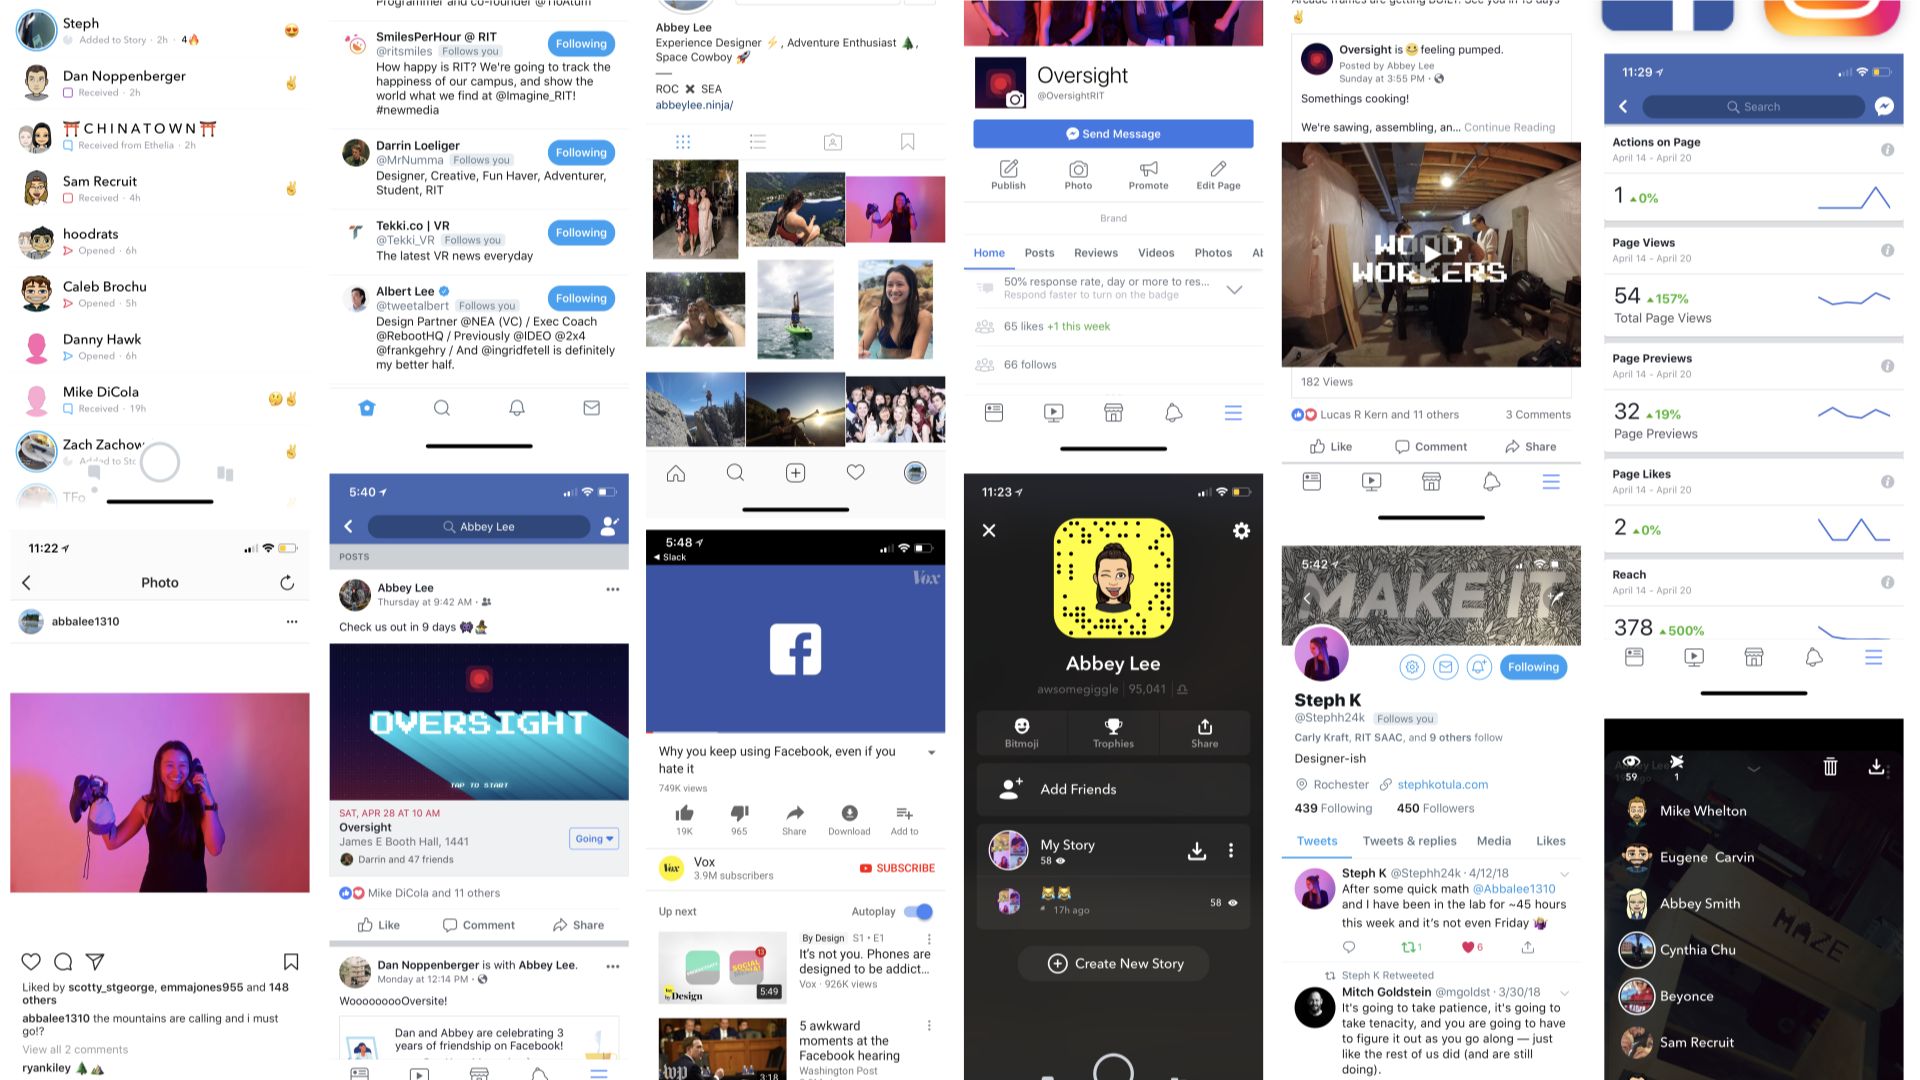 Steph
Added to Story · 2h · 4🔥
Dan Noppenberger
Received · 2h
⛩CHINATOWN⛩
Received from Ethelia · 2h
Sam Recruit
Received · 4h
hoodrats
Opened · 6h
Caleb Brochu
Opened · 5h
Danny Hawk
Opened · 6h
Mike DiCola
Received · 19h
Zach Zachow
Added to Stc
TFo
11:22
Photo
abbalee1310
Liked by scotty_stgeorge, emmajones955 and 148
others
abbalee1310 the mountains are calling and i must
go!?
View all 2 comments
ryankiley 🌲
Programmer and co-founder
SmilesPerHour @ RIT
@ritsmiles Follows you
Following
How happy is RIT? We're going to track the
happiness of our campus, and show the
world what we find at @Imagine_RIT!
#newmedia
Darrin Loeliger
@MrNumma Follows you
Following
Designer, Creative, Fun Haver, Adventurer,
Student, RIT
Tekki.co | VR
@Tekki_VR Follows you
Following
The latest VR news everyday
Albert Lee
@tweetalbert Follows you
Following
Design Partner @NEA (VC) / Exec Coach
@RebootHQ / Previously @IDEO @2x4
@frankgehry / And @ingridfetell is definitely
my better half.
5:40
Abbey Lee
POSTS
Abbey Lee
Thursday at 9:42 AM ·
Check us out in 9 days
OVERSIGHT
TAP TO START
SAT, APR 28 AT 10 AM
Oversight
James E Booth Hall, 1441
Darrin and 47 friends
Going
Mike DiCola and 11 others
Like Comment Share
Dan Noppenberger is with Abbey Lee.
Monday at 12:14 PM ·
WooooooooOversite!
Dan and Abbey are celebrating 3
years of friendship on Facebook!
Abbey Lee
Experience Designer ⚡, Adventure Enthusiast 🌲,
Space Cowboy 🚀
—
ROC ✖ SEA
abbeylee.ninja/
5:48
Slack
Vox
Why you keep using Facebook, even if you
hate it
749K views
19K 965 Share Download Add to
Vox
3.9M subscribers
SUBSCRIBE
Up next
Autoplay
By Design S1 · E1
It's not you. Phones are
designed to be addict...
Vox · 926K views
SOCIAL
13
by Design
5:49
5 awkward
moments at the
Facebook hearing
Washington Post
wp
3:18
Oversight
@OversightRIT
Send Message
Publish Photo Promote Edit Page
Brand
Home Posts Reviews Videos Photos Al
50% response rate, day or more to res...
Respond faster to turn on the badge
65 likes +1 this week
66 follows
11:23
Abbey Lee
awsomegiggle | 95,041 |
Bitmoji Trophies Share
Add Friends
My Story
58
17h ago
58
Create New Story
Oversight is feeling pumped.
Posted by Abbey Lee
Sunday at 3:55 PM ·
Somethings cooking!
We're sawing, assembling, an... Continue Reading
WOOD
WORKERS
182 Views
Lucas R Kern and 11 others
3 Comments
Like Comment Share
5:42
MAKE IT
Following
Steph K
@Stephh24k Follows you
Carly Kraft, RIT SAAC, and 9 others follow
Designer-ish
Rochester stephkotula.com
439 Following 450 Followers
Tweets Tweets & replies Media Likes
Steph K @Stephh24k · 4/12/18
After some quick math @Abbalee1310
and I have been in the lab for ~45 hours
this week and it's not even Friday
1 6
Steph K Retweeted
Mitch Goldstein @mgoldst · 3/30/18
It's going to take patience, it's going to
take tenacity, and you are going to have
to figure it out as you go along — just
like the rest of us did (and are still
doing).
11:29
Search
Actions on Page
April 14 - April 20
1 ▲0%
Page Views
April 14 - April 20
54 ▲157%
Total Page Views
Page Previews
April 14 - April 20
32 ▲19%
Page Previews
Page Likes
April 14 - April 20
2 ▲0%
Reach
April 14 - April 20
378 ▲500%
59 1
Mike Whelton
Eugene Carvin
Abbey Smith
MAZE
Cynthia Chu
Beyonce
Sam Recruit